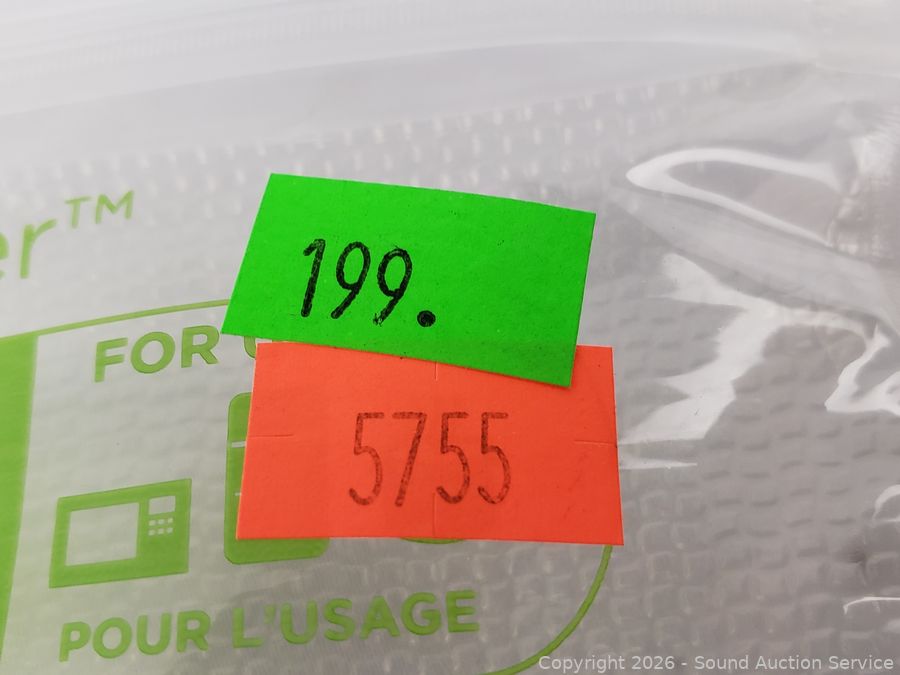 er™
199.
FOR
5755
POUR L'USAGE
Copyright 2026 - Sound Auction Service